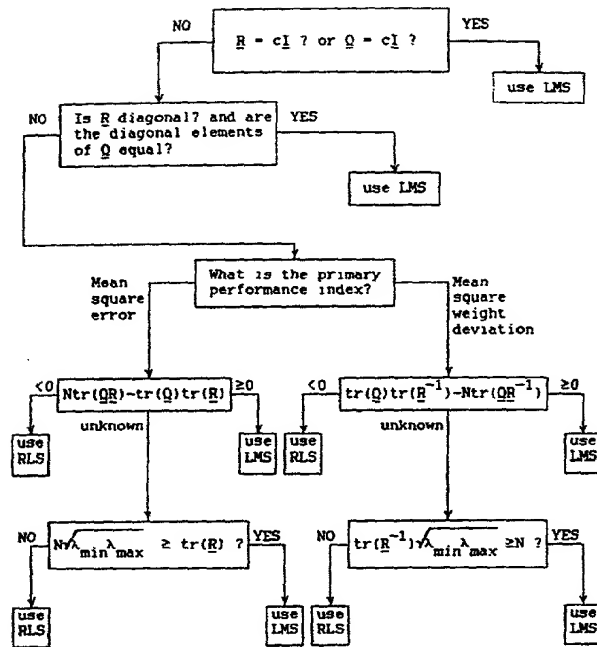 NO
R = cI ? or Q = cI ?
YES
use LMS
NO
Is R diagonal? and are
the diagonal elements
of Q equal?
YES
use LMS
What is the primary
performance index?
Mean
square
error
Mean
square
weight
deviation
<0
Ntr(QR)-tr(Q)tr(R)
≥0
<0
tr(Q)tr(R⁻¹)-Ntr(QR⁻¹)
≥0
use
RLS
unknown
use
LMS
use
RLS
unknown
use
LMS
NO
N√λminλmax ≥ tr(R) ?
YES
NO
tr(R⁻¹)√λminλmax ≥N ?
YES
use
RLS
use
LMS
use
RLS
use
LMS